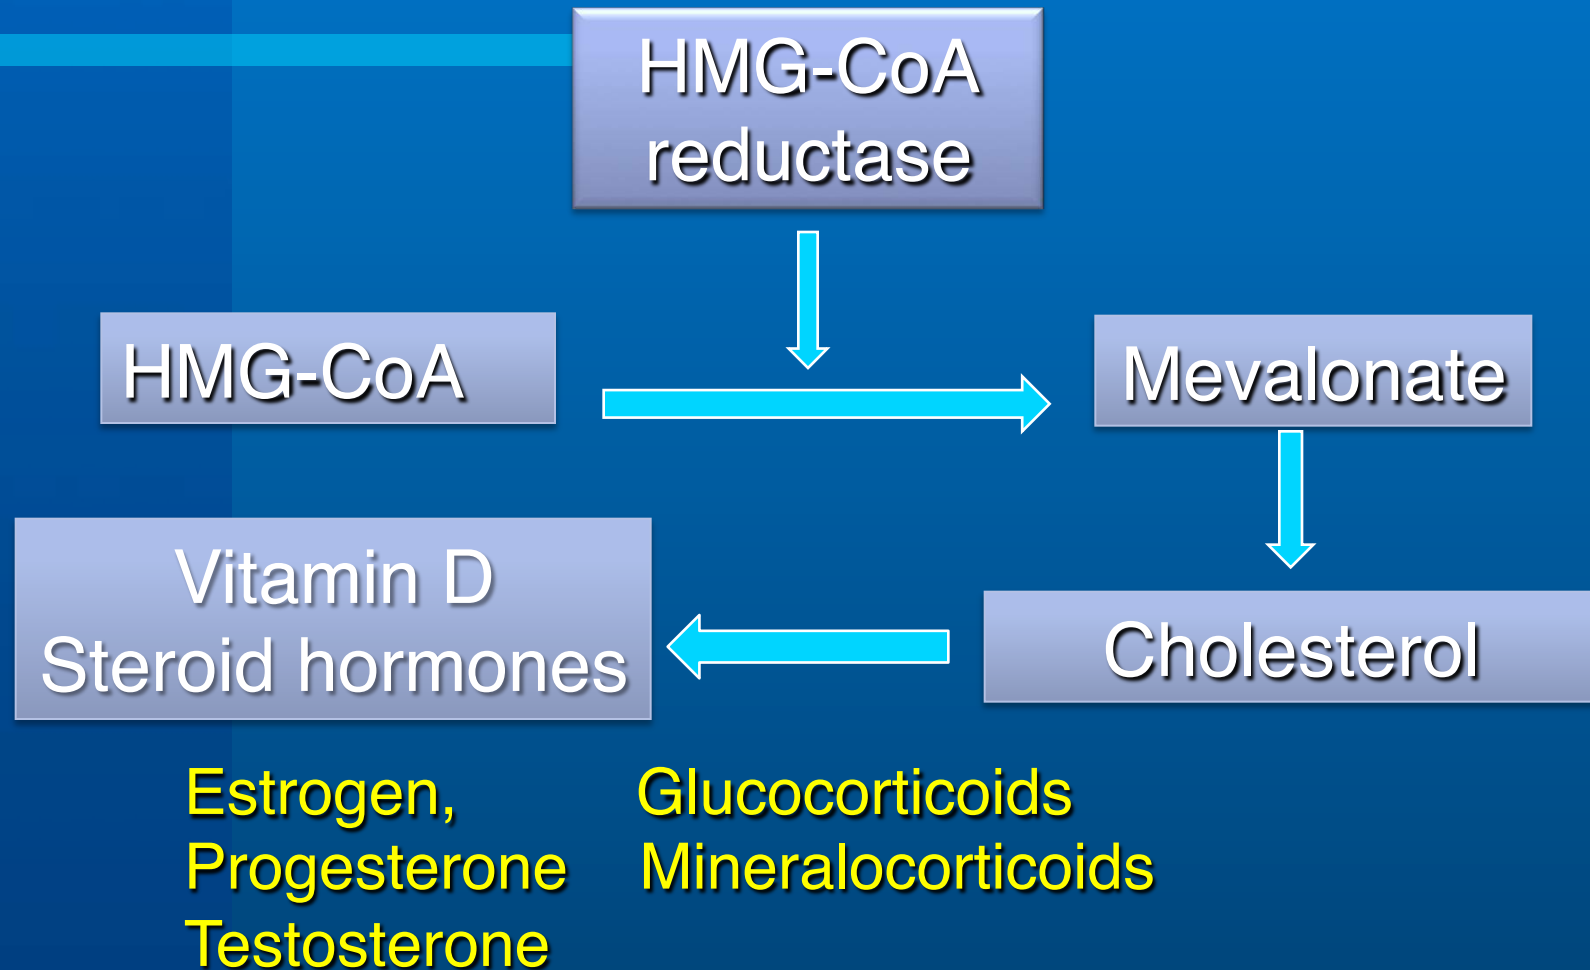 HMG-CoA
reductase
HMG-CoA
Mevalonate
Vitamin D
Steroid hormones
Cholesterol
Estrogen, Glucocorticoids
Progesterone Mineralocorticoids
Testosterone